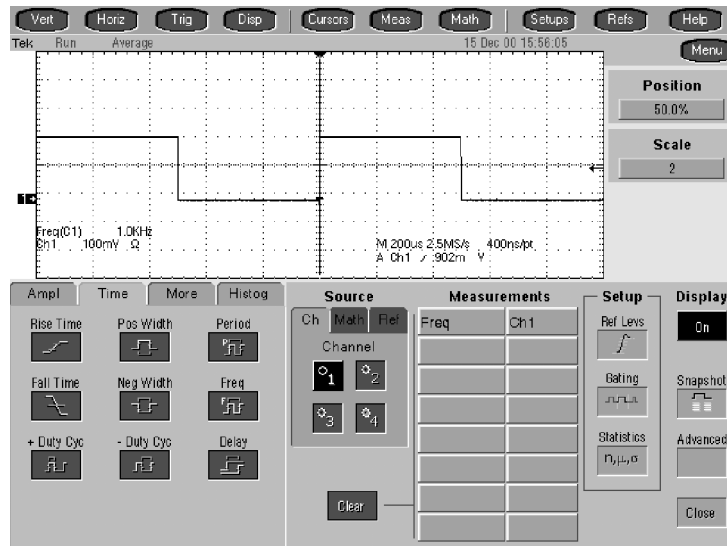 Vert Horiz Trig Disp Cursors Meas Math Setups Refs Help
Tek Run Average 15 Dec 00 15:56:05
Menu
Position
50.0%
Scale
2
1
Freq(C1) 1.0KHz
Ch1 100mV Ω
M 200us 2.5MS/s 400ns/pt
A Ch1 .902m V
Ampl Time More Histog
Rise Time Pos Width Period
Fall Time Neg Width Freq
+ Duty Cyc - Duty Cyc Delay
Source
Ch Math Ref
Channel
1 2
3 4
Clear
Measurements
Freq Ch1
Setup
Ref Levs
Gating
Statistics
n,μ,σ
Display
On
Snapshot
Advanced
Close